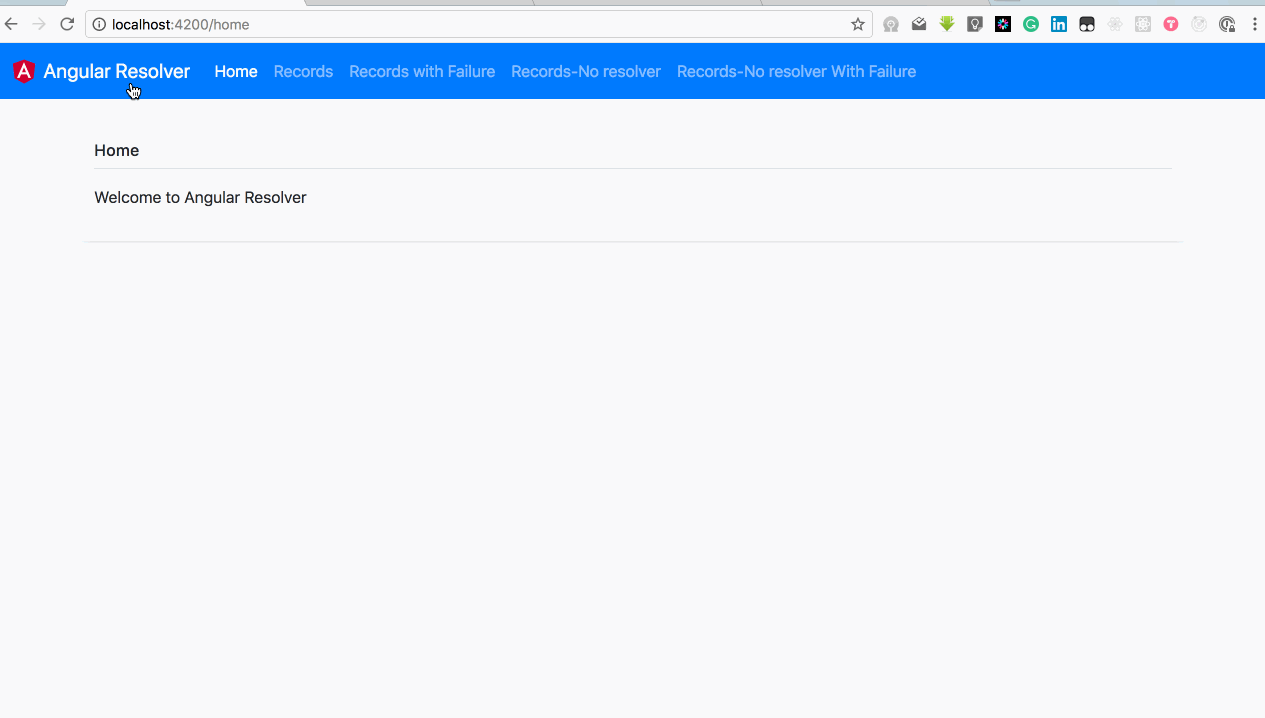 localhost:4200/home
Angular Resolver Home Records Records with Failure Records-No resolver Records-No resolver With Failure
Home
Welcome to Angular Resolver